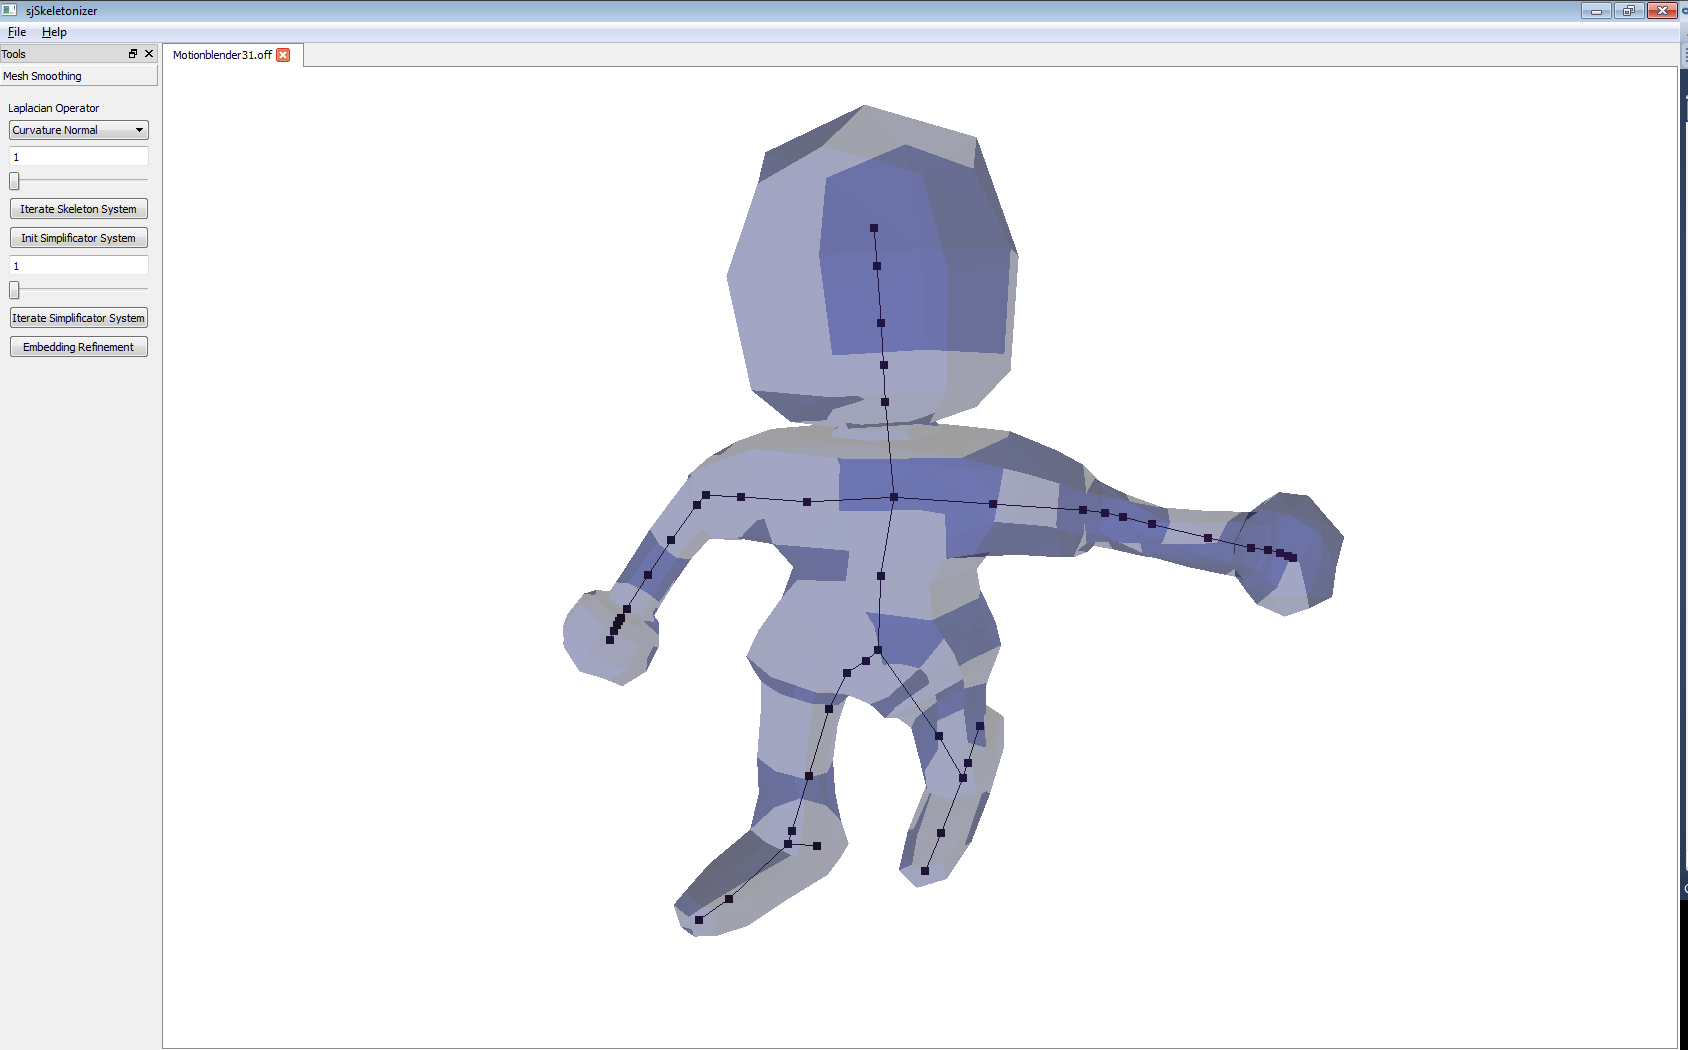 sjSkeletonizer
File Help
Tools
Motionblender31.off
Mesh Smoothing
Laplacian Operator
Curvature Normal
1
Iterate Skeleton System
Init Simplificator System
1
Iterate Simplificator System
Embedding Refinement